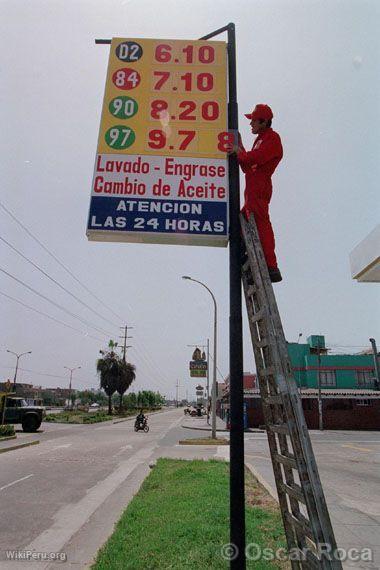 D2 6.10
84 7.10
90 8.20
97 9.7 8
Lavado - Engrase
Cambio de Aceite
ATENCION
LAS 24 HORAS
WikiPeru.org
© Oscar Roca